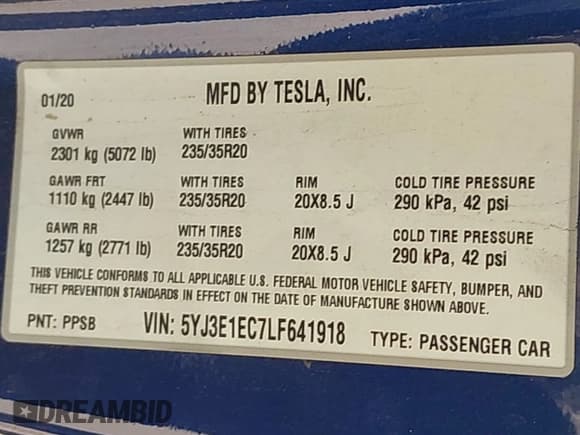 01/20 MFD BY TESLA, INC.
GVWR WITH TIRES
2301 kg (5072 lb) 235/35R20
GAWR FRT WITH TIRES RIM COLD TIRE PRESSURE
1110 kg (2447 lb) 235/35R20 20X8.5 J 290 kPa, 42 psi
GAWR RR WITH TIRES RIM COLD TIRE PRESSURE
1257 kg (2771 lb) 235/35R20 20X8.5 J 290 kPa, 42 psi
THIS VEHICLE CONFORMS TO ALL APPLICABLE U.S. FEDERAL MOTOR VEHICLE SAFETY, BUMPER, AND
THEFT PREVENTION STANDARDS IN EFFECT ON THE DATE OF MANUFACTURE SHOWN ABOVE.
PNT: PPSB VIN: 5YJ3E1EC7LF641918 TYPE: PASSENGER CAR
DREAMBID